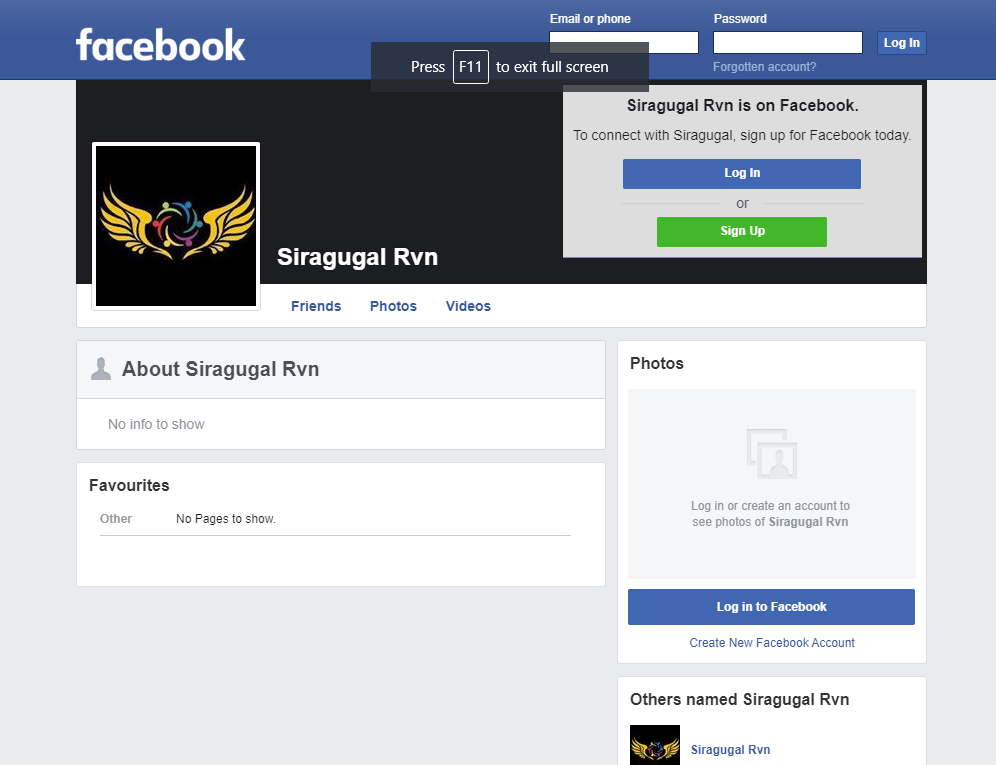 facebook
Email or phone
Password
Log In
Forgotten account?
Press F11 to exit full screen
Siragugal Rvn is on Facebook.
To connect with Siragugal, sign up for Facebook today.
Log In
or
Sign Up
Siragugal Rvn
Friends Photos Videos
About Siragugal Rvn
No info to show
Favourites
Other No Pages to show.
Photos
Log in or create an account to
see photos of Siragugal Rvn
Log in to Facebook
Create New Facebook Account
Others named Siragugal Rvn
Siragugal Rvn